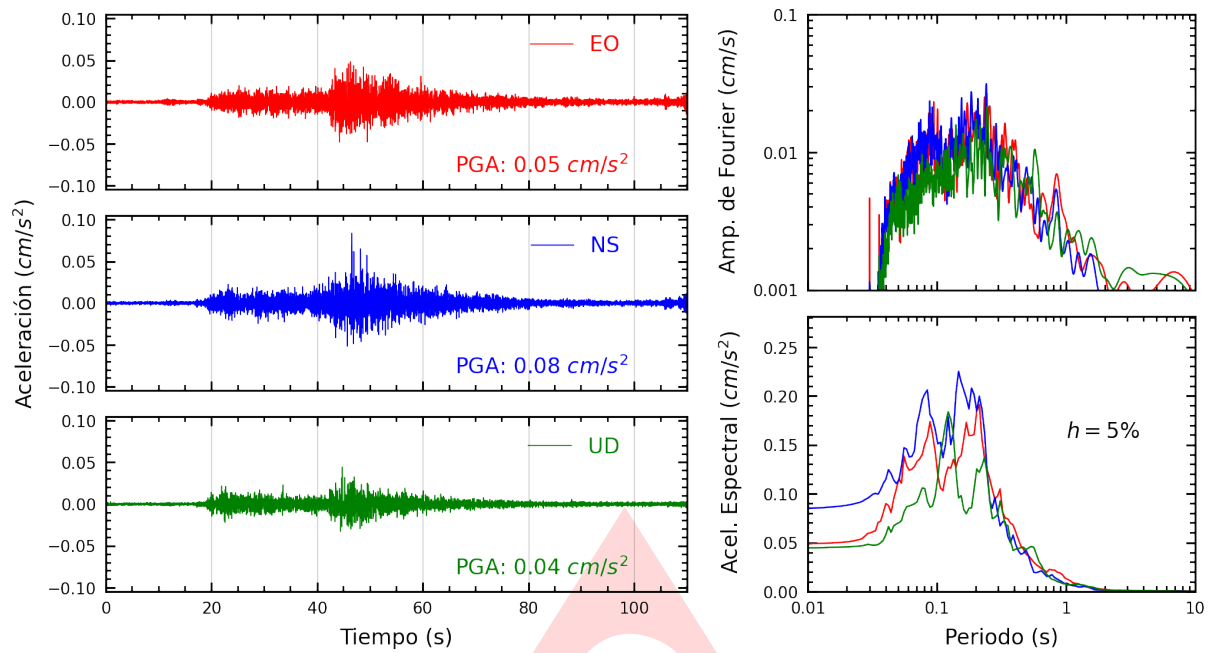 Aceleración (cm/s²)
0.10
0.05
0.00
−0.05
−0.10
EO
PGA: 0.05 cm/s²
0.10
0.05
0.00
−0.05
−0.10
NS
PGA: 0.08 cm/s²
0.10
0.05
0.00
−0.05
−0.10
UD
PGA: 0.04 cm/s²
0 20 40 60 80 100
Tiempo (s)
Amp. de Fourier (cm/s)
0.1
0.01
0.001
Acel. Espectral (cm/s²)
0.25
0.20
0.15
0.10
0.05
0.00
h = 5%
0.01 0.1 1 10
Periodo (s)